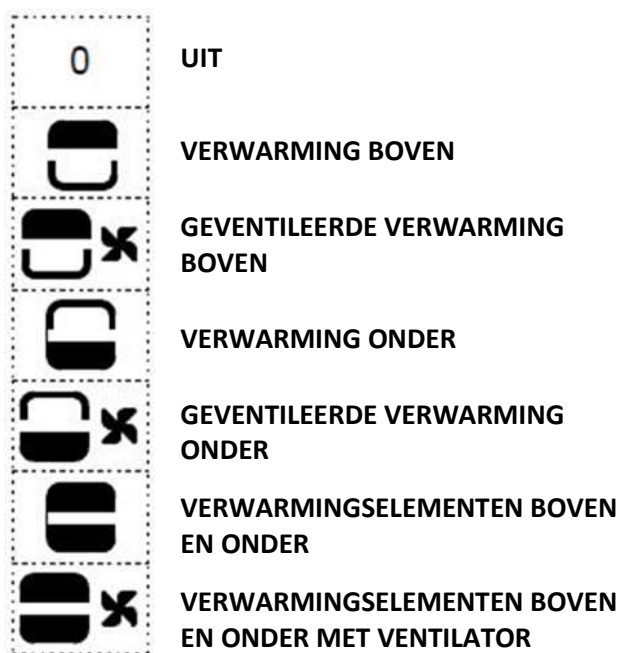 0 UIT
VERWARMING BOVEN
GEVENTILEERDE VERWARMING
BOVEN
VERWARMING ONDER
GEVENTILEERDE VERWARMING
ONDER
VERWARMINGSELEMENTEN BOVEN
EN ONDER
VERWARMINGSELEMENTEN BOVEN
EN ONDER MET VENTILATOR